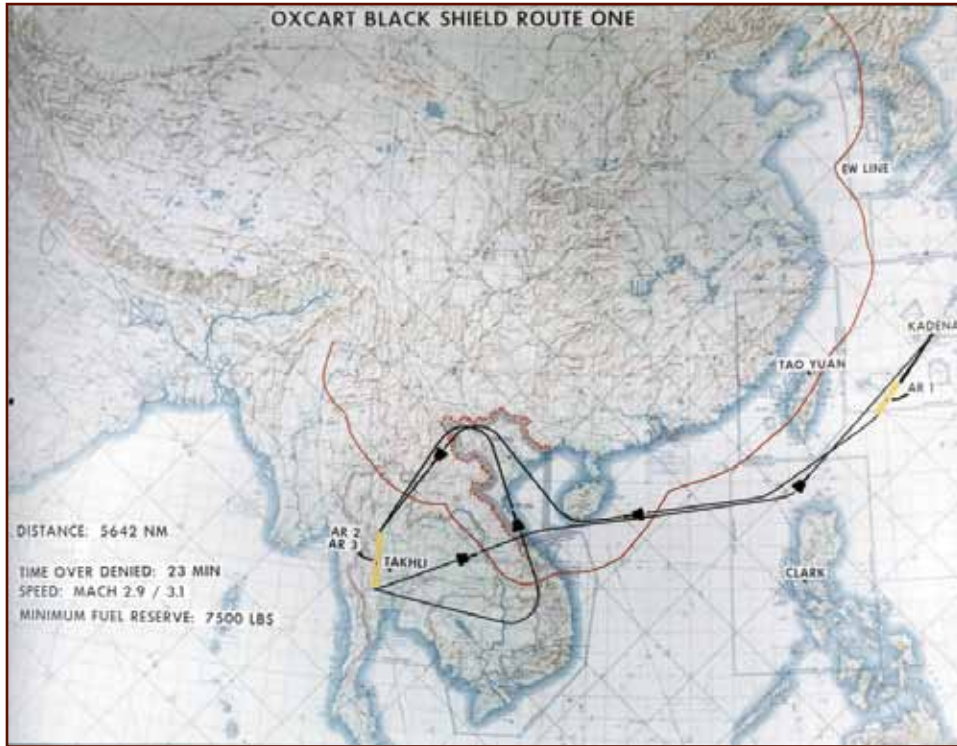 OXCART BLACK SHIELD ROUTE ONE
EW LINE
KADENA
TAO YUAN
AR 1
DISTANCE: 5642 NM
AR 2
AR 3
TAKHLI
TIME OVER DENIED: 23 MIN
SPEED: MACH 2.9 / 3.1
CLARK
MINIMUM FUEL RESERVE: 7500 LBS